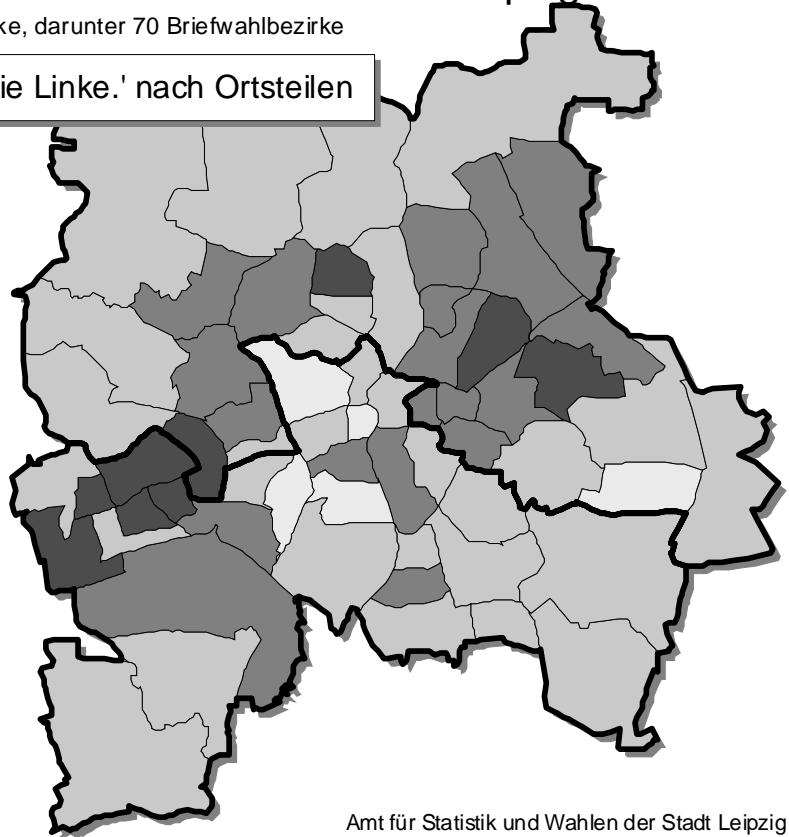 ke, darunter 70 Briefwahlbezirke
ie Linke.' nach Ortsteilen
Amt für Statistik und Wahlen der Stadt Leipzig